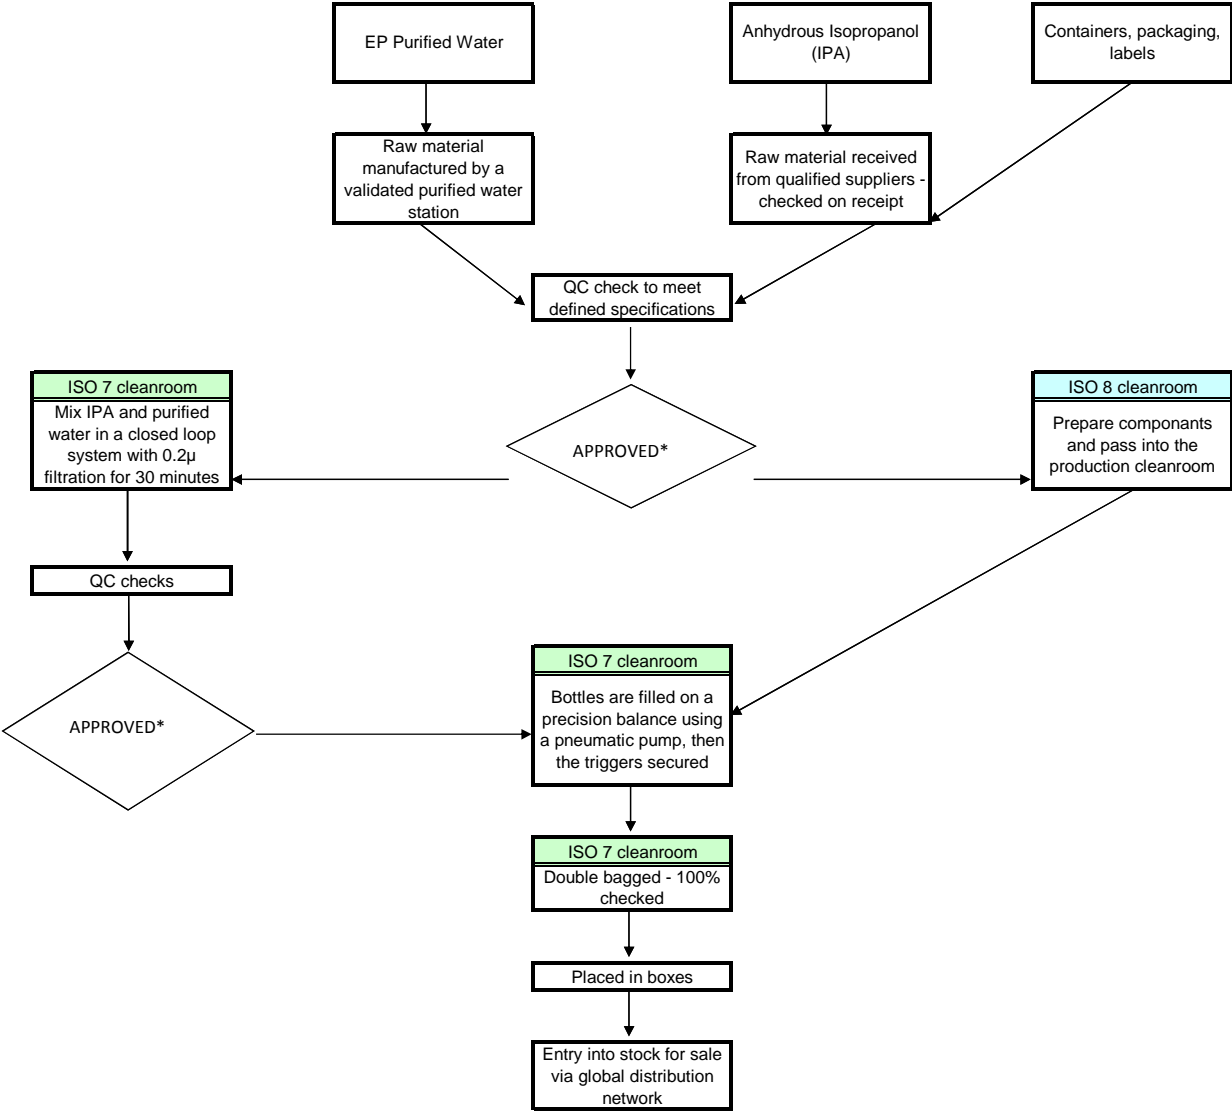 EP Purified Water
Anhydrous Isopropanol
(IPA)
Containers, packaging,
labels
Raw material
manufactured by a
validated purified water
station
Raw material received
from qualified suppliers -
checked on receipt
QC check to meet
defined specifications
APPROVED*
ISO 7 cleanroom
Mix IPA and purified
water in a closed loop
system with 0.2µ
filtration for 30 minutes
ISO 8 cleanroom
Prepare componants
and pass into the
production cleanroom
QC checks
APPROVED*
ISO 7 cleanroom
Bottles are filled on a
precision balance using
a pneumatic pump, then
the triggers secured
ISO 7 cleanroom
Double bagged - 100%
checked
Placed in boxes
Entry into stock for sale
via global distribution
network